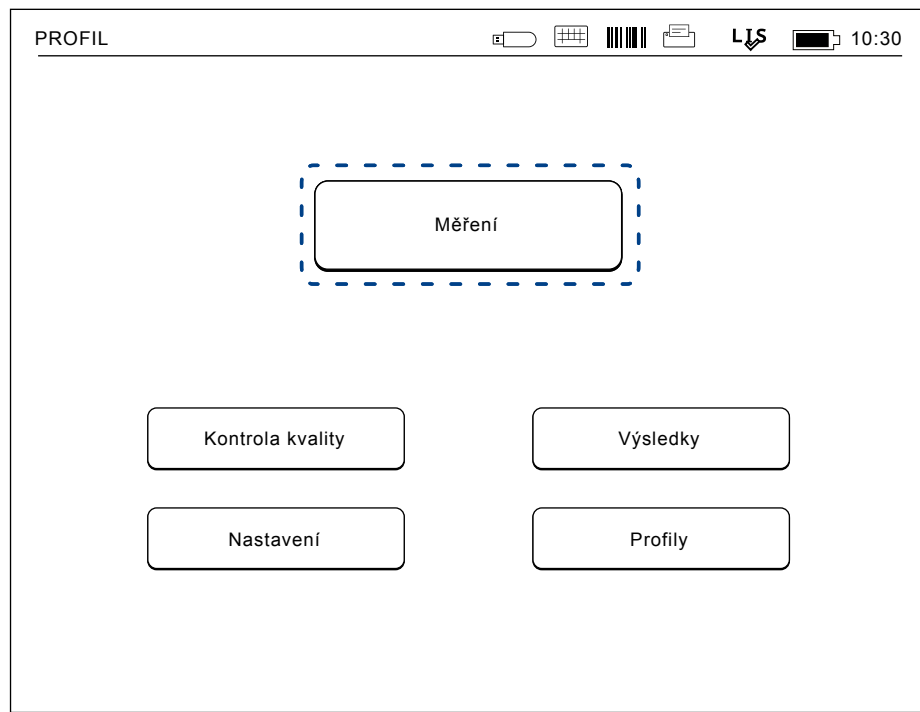 PROFIL LIS 10:30
Měření
Kontrola kvality Výsledky
Nastavení Profily